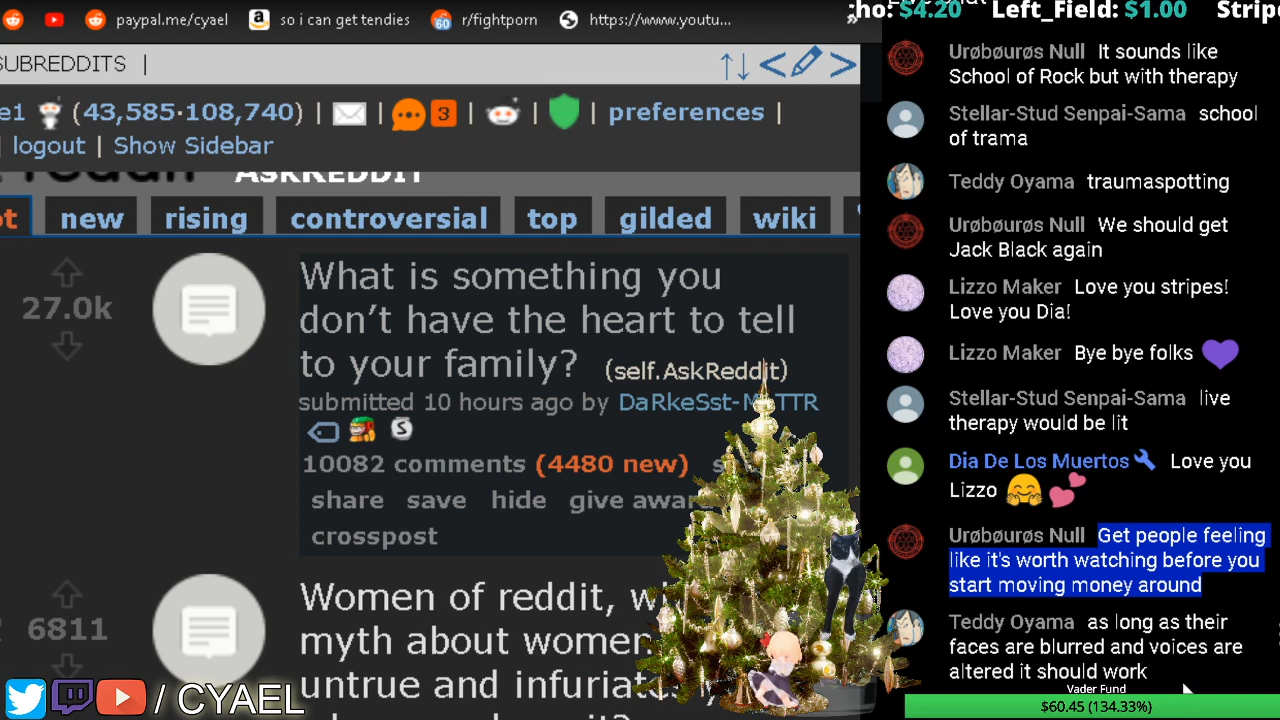 paypal.me/cyael so i can get tendies r/fightporn https://www.youtu...
SUBREDDITS |
e1 (43,585·108,740) | | 3 | | | preferences |
| logout | Show Sidebar
reddit ASKREDDIT
ot new rising controversial top gilded wiki
27.0k
What is something you
don't have the heart to tell
to your family? (self.AskReddit)
submitted 10 hours ago by DaRkeSst-M TTR
10082 comments (4480 new)
share save hide give awar
crosspost
6811
Women of reddit, w
myth about women
untrue and infuria
/ CYAEL
ho: $4.20 Left_Field: $1.00 Stripe
Urøbøurøs Null It sounds like
School of Rock but with therapy
Stellar-Stud Senpai-Sama school
of trama
Teddy Oyama traumaspotting
Urøbøurøs Null We should get
Jack Black again
Lizzo Maker Love you stripes!
Love you Dia!
Lizzo Maker Bye bye folks
Stellar-Stud Senpai-Sama live
therapy would be lit
Dia De Los Muertos Love you
Lizzo
Urøbøurøs Null Get people feeling
like it's worth watching before you
start moving money around
Teddy Oyama as long as their
faces are blurred and voices are
altered it should work
Vader Fund
$60.45 (134.33%)